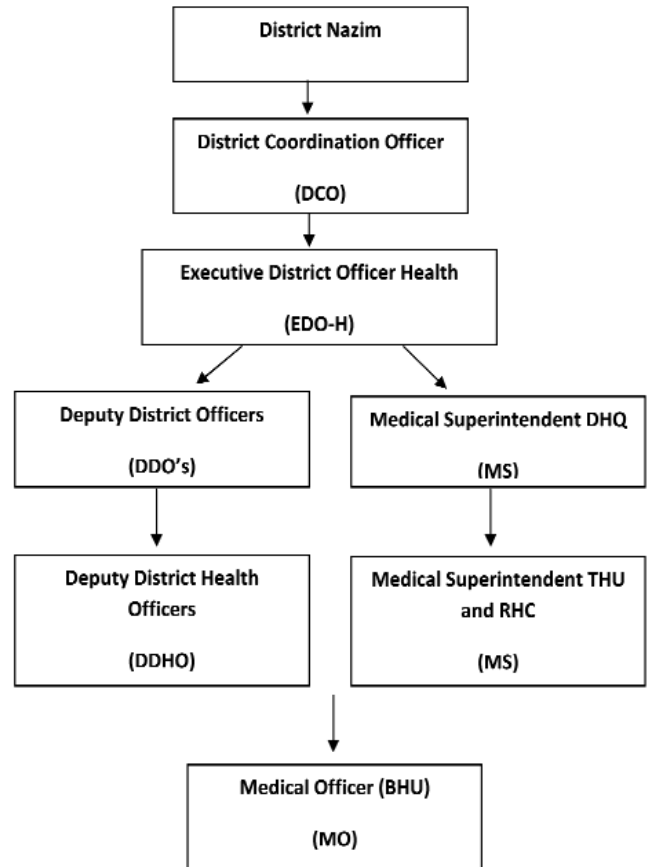 District Nazim
District Coordination Officer
(DCO)
Executive District Officer Health
(EDO-H)
Deputy District Officers
(DDO's)
Medical Superintendent DHQ
(MS)
Deputy District Health
Officers
(DDHO)
Medical Superintendent THU
and RHC
(MS)
Medical Officer (BHU)
(MO)